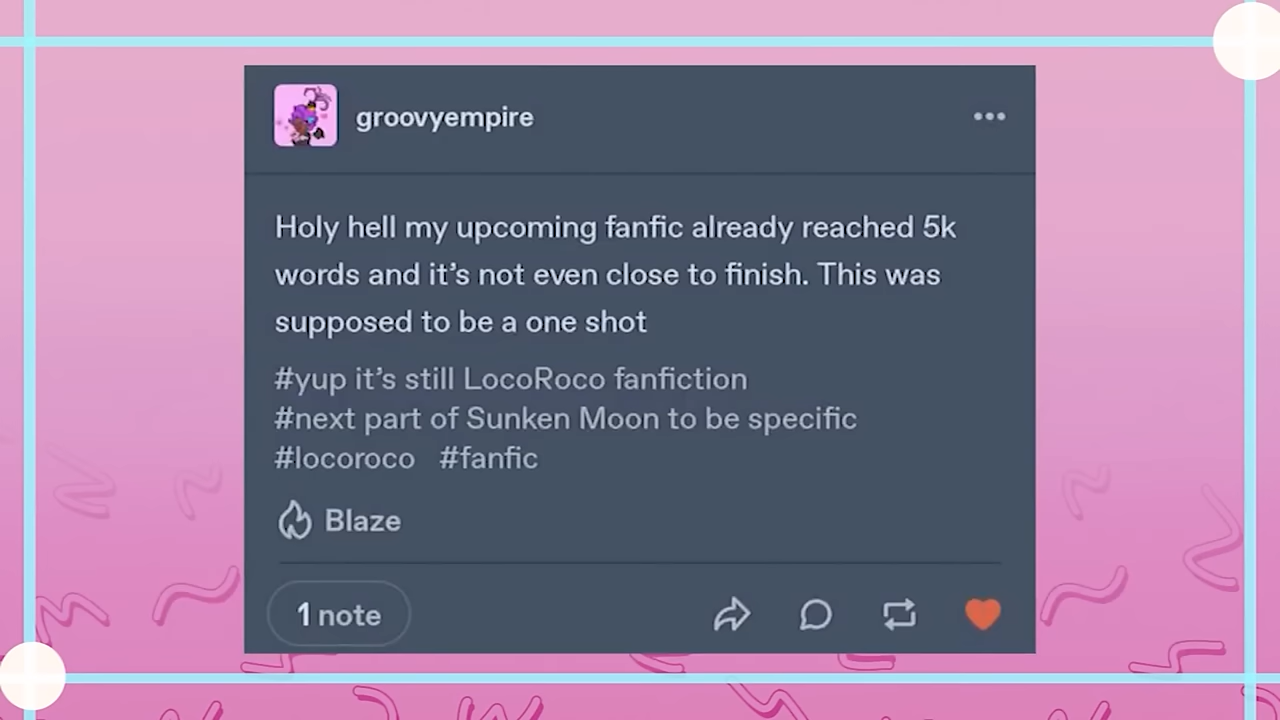 groovyempire
Holy hell my upcoming fanfic already reached 5k
words and it’s not even close to finish. This was
supposed to be a one shot
#yup it’s still LocoRoco fanfiction
#next part of Sunken Moon to be specific
#locoroco #fanfic
Blaze
1 note